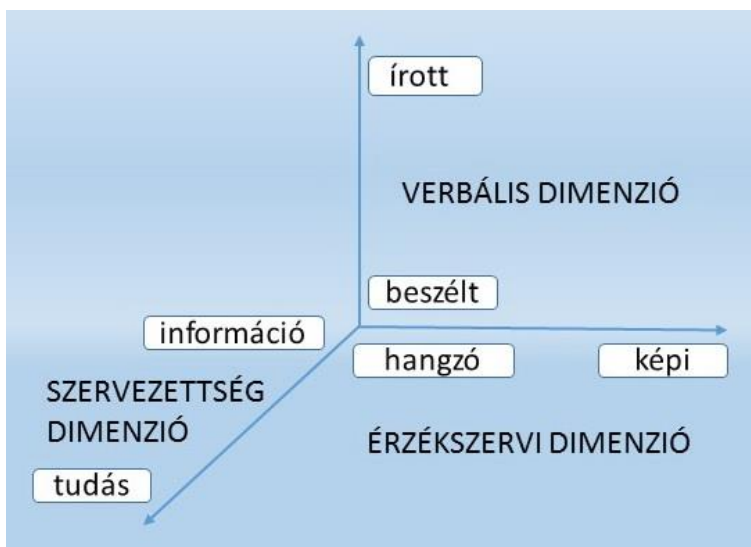 írott
VERBÁLIS DIMENZIÓ
beszélt
információ
hangzó
képi
SZERVEZETTSÉG
DIMENZIÓ
ÉRZÉKSZERVI DIMENZIÓ
tudás